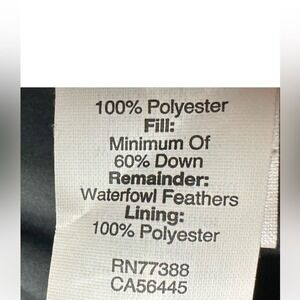 100% Polyester
Fill:
Minimum Of
60% Down
Remainder:
Waterfowl Feathers
Lining:
100% Polyester
RN77388
CA56445